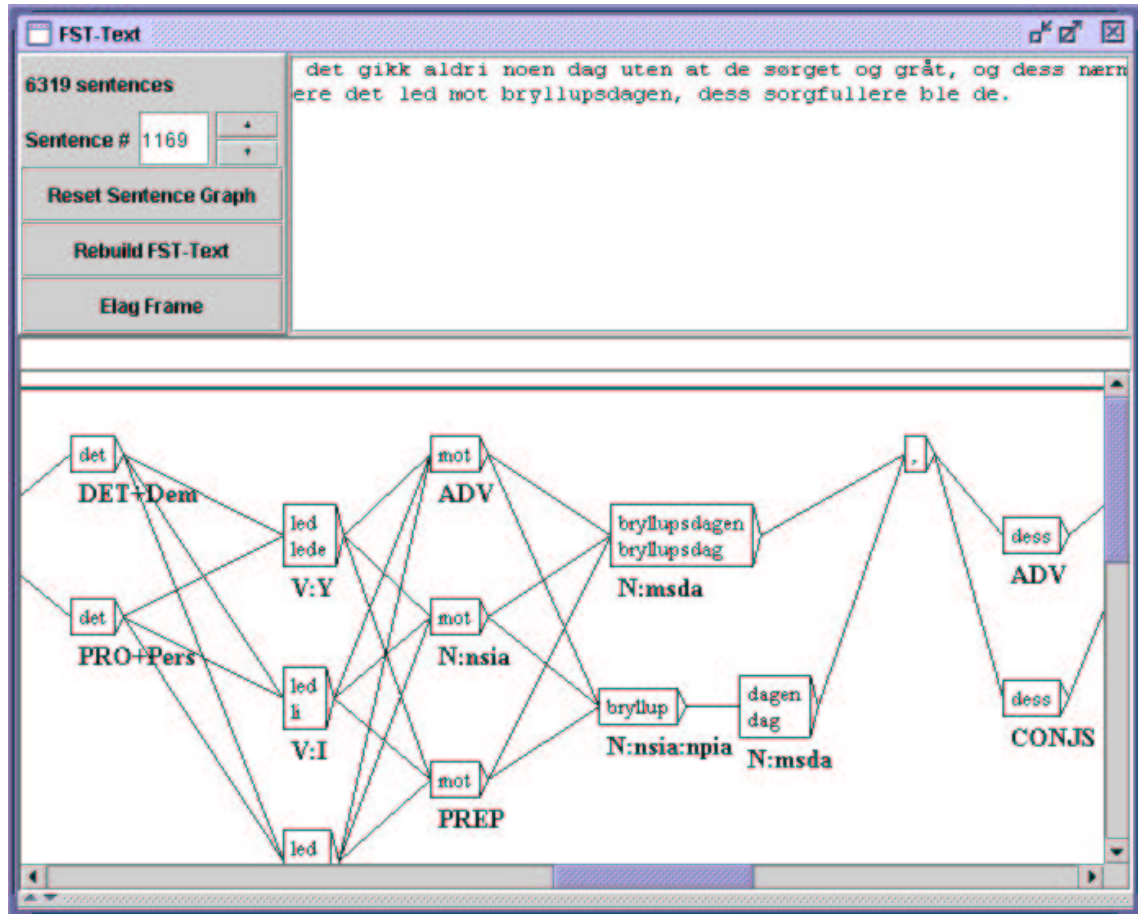 FST-Text
6319 sentences
Sentence # 1169
Reset Sentence Graph
Rebuild FST-Text
Elag Frame
det gikk aldri noen dag uten at de sørget og gråt, og dess nærm
ere det led mot bryllupsdagen, dess sorgfullere ble de.
det
DET+Dem
det
PRO+Pers
led
lede
V:Y
led
li
V:I
led
mot
ADV
mot
N:nsia
mot
PREP
bryllupsdagen
bryllupsdag
N:msda
bryllup
N:nsia:npia
dagen
dag
N:msda
,
dess
ADV
dess
CONJS